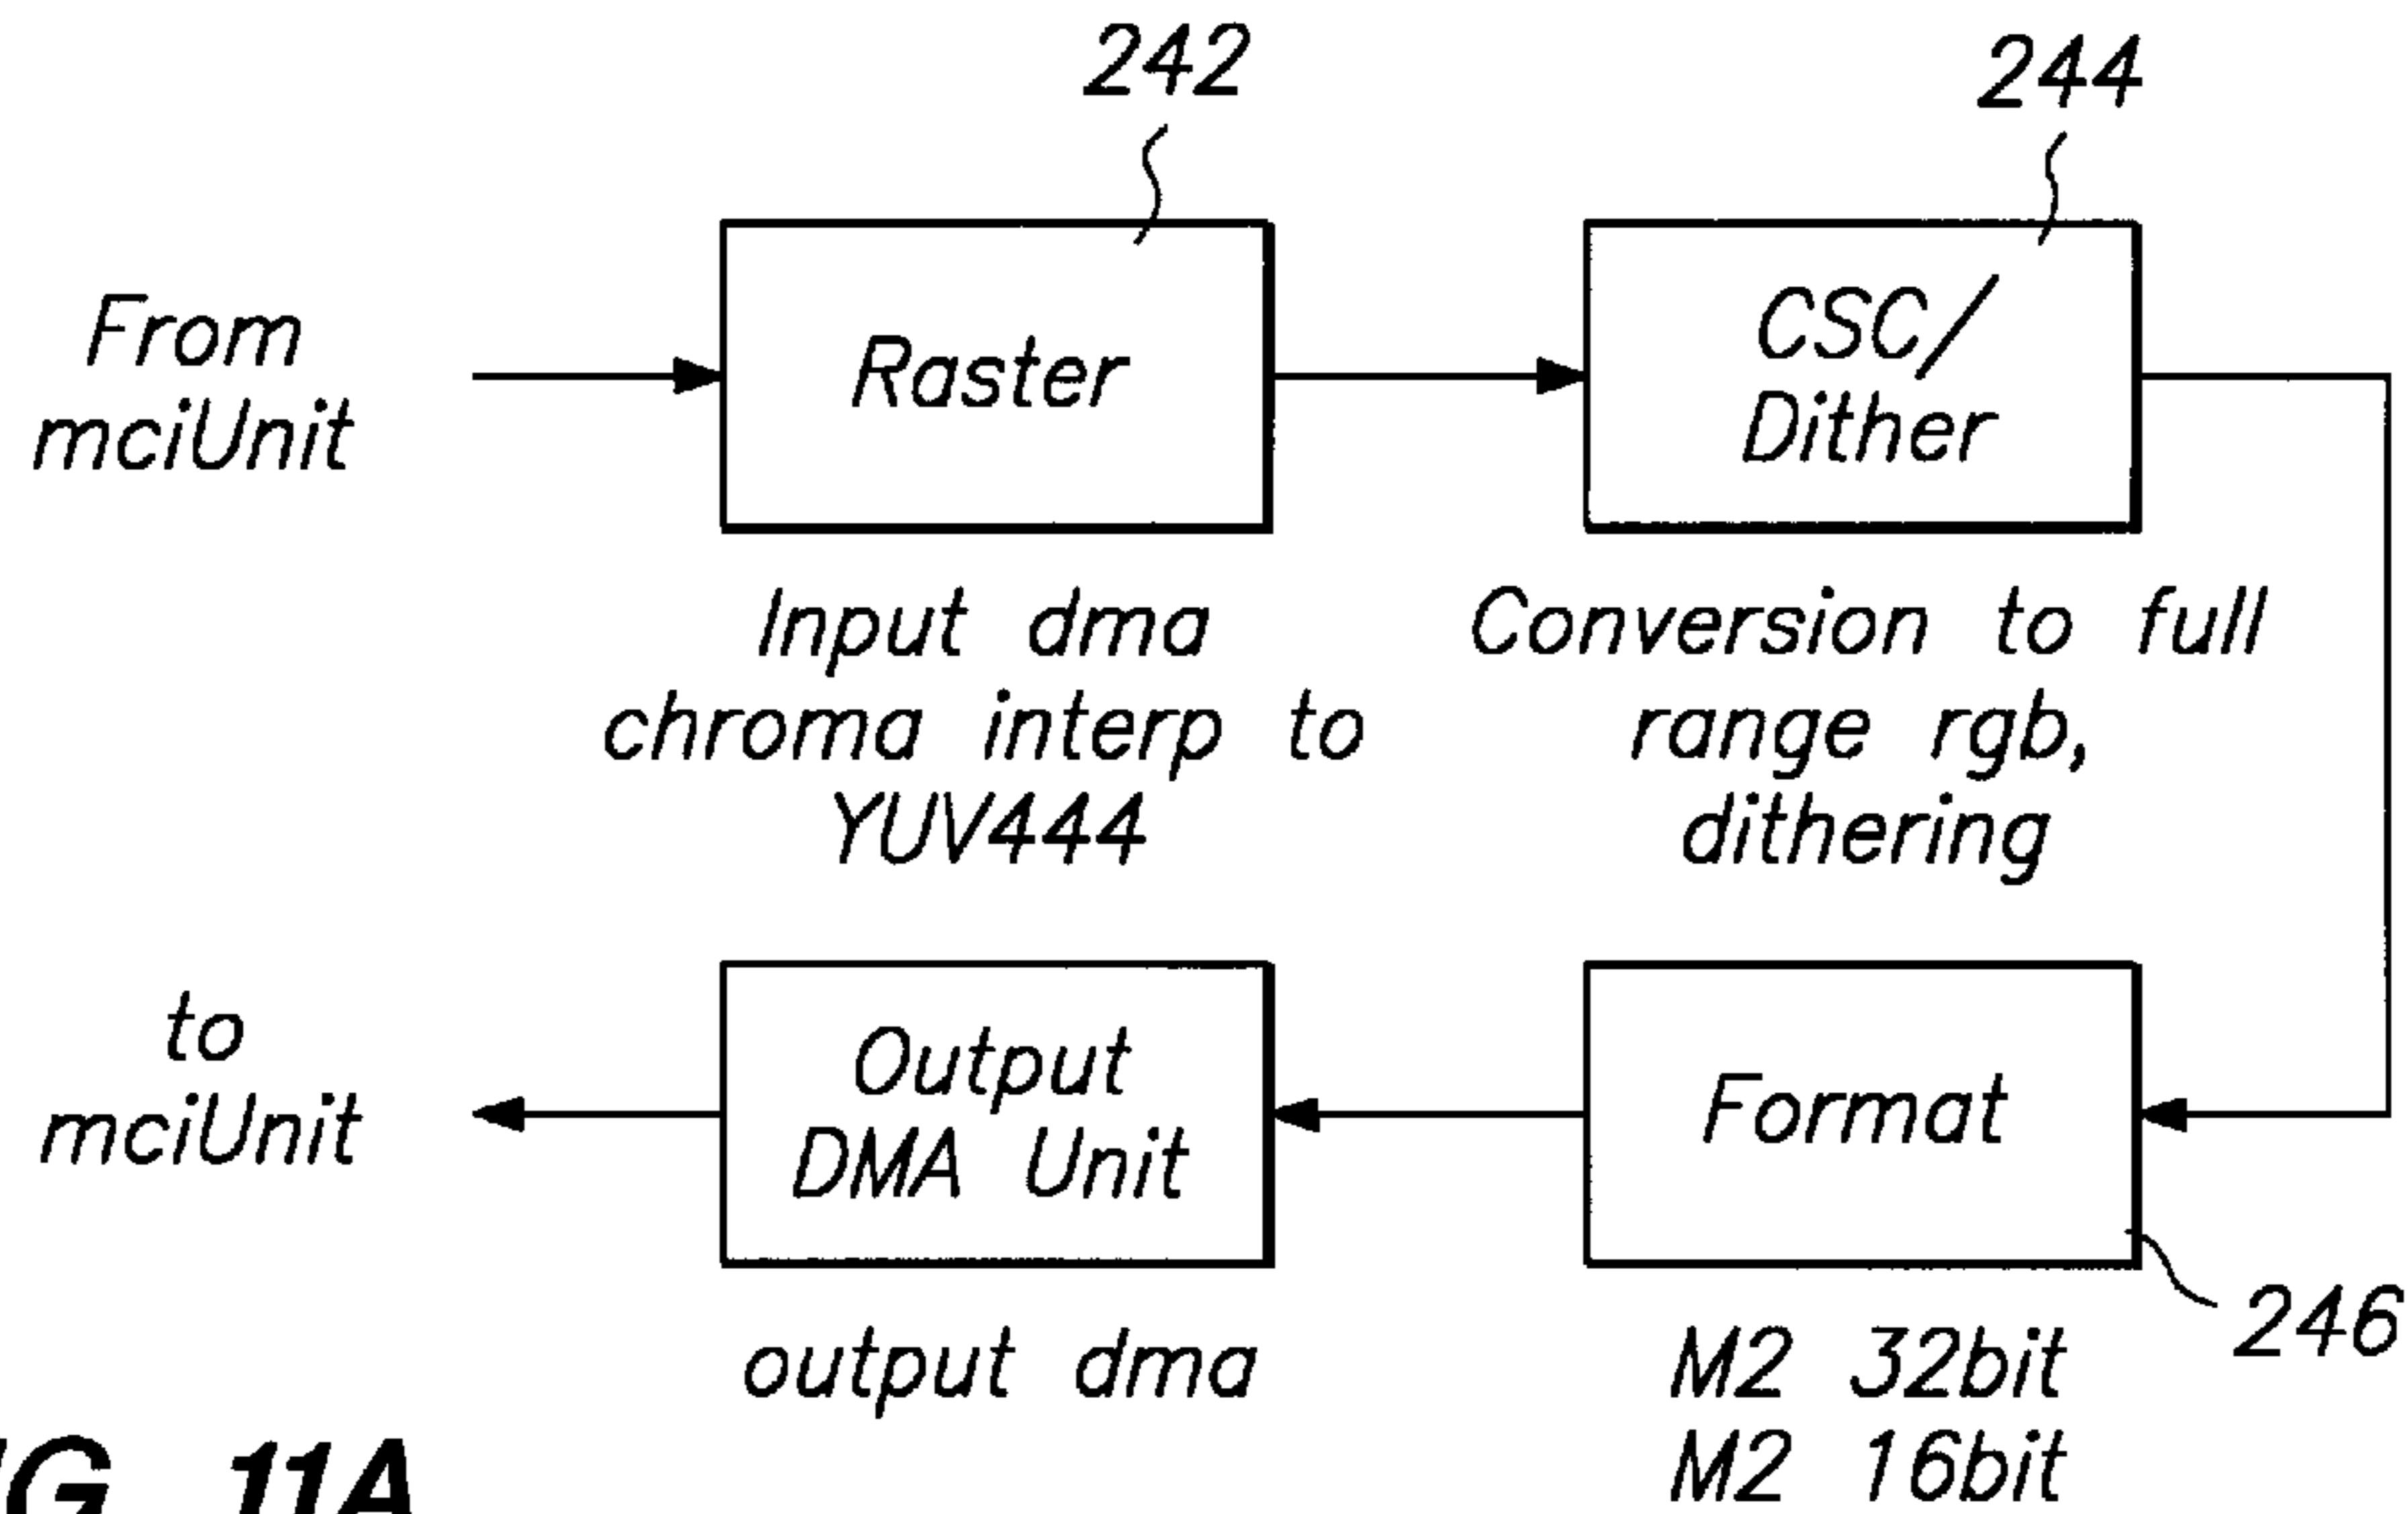 242
244
From
mciUnit
Raster
CSC/
Dither
Input dma
chroma interp to
YUV444
Conversion to full
range rgb,
dithering
to
mciUnit
Output
DMA Unit
Format
246
output dma
M2 32bit
M2 16bit
G 11A